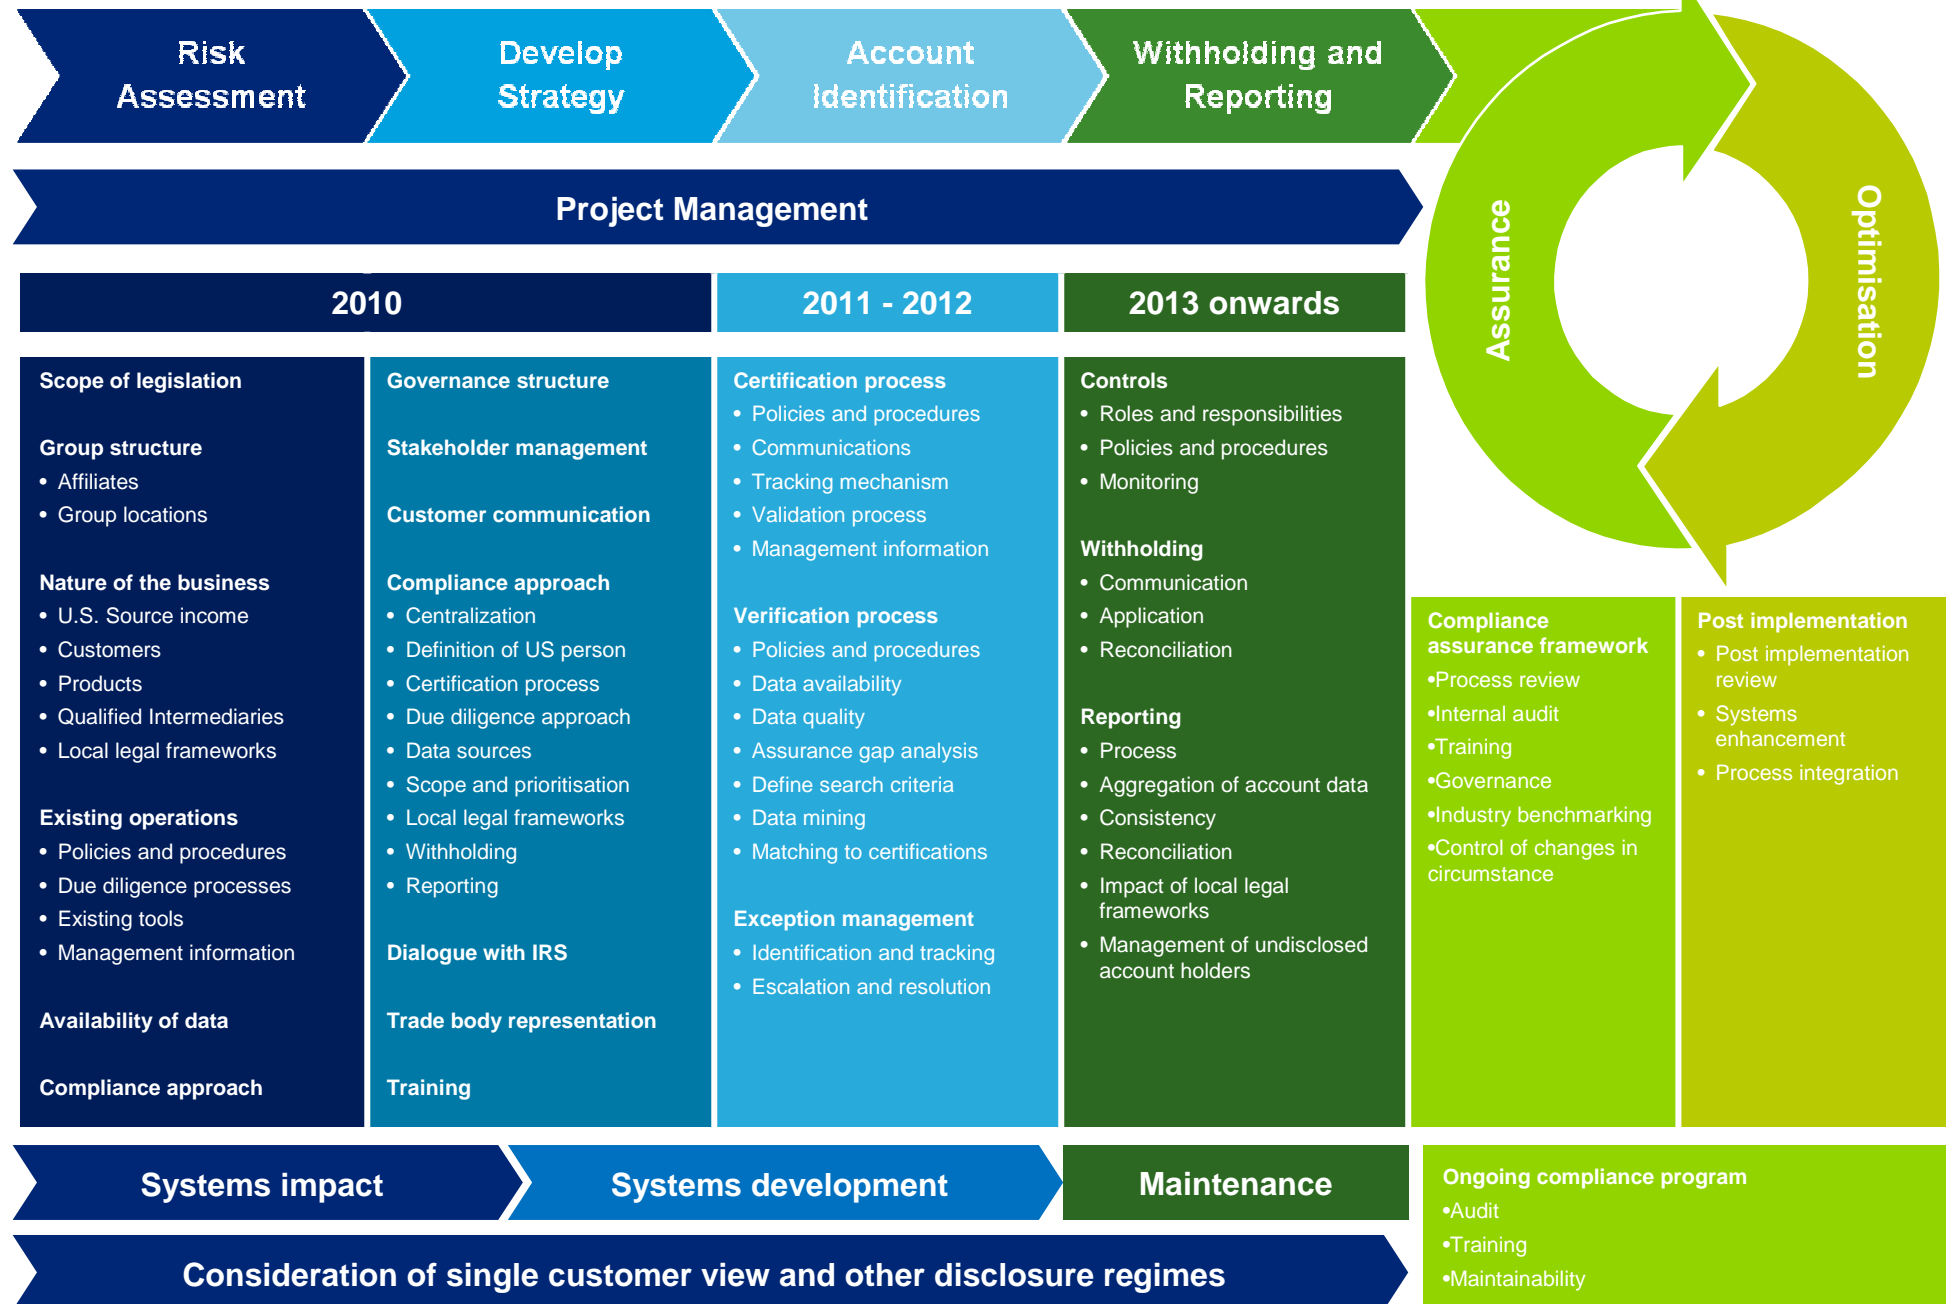 Risk
Assessment
Develop
Strategy
Account
Identification
Withholding and
Reporting
Project Management
Assurance
Optimisation
2010
2011 - 2012
2013 onwards
Scope of legislation
Group structure
• Affiliates
• Group locations
Nature of the business
• U.S. Source income
• Customers
• Products
• Qualified Intermediaries
• Local legal frameworks
Existing operations
• Policies and procedures
• Due diligence processes
• Existing tools
• Management information
Availability of data
Compliance approach
Governance structure
Stakeholder management
Customer communication
Compliance approach
• Centralization
• Definition of US person
• Certification process
• Due diligence approach
• Data sources
• Scope and prioritisation
• Local legal frameworks
• Withholding
• Reporting
Dialogue with IRS
Trade body representation
Training
Certification process
• Policies and procedures
• Communications
• Tracking mechanism
• Validation process
• Management information
Verification process
• Policies and procedures
• Data availability
• Data quality
• Assurance gap analysis
• Define search criteria
• Data mining
• Matching to certifications
Exception management
• Identification and tracking
• Escalation and resolution
Controls
• Roles and responsibilities
• Policies and procedures
• Monitoring
Withholding
• Communication
• Application
• Reconciliation
Reporting
• Process
• Aggregation of account data
• Consistency
• Reconciliation
• Impact of local legal
frameworks
• Management of undisclosed
account holders
Compliance
assurance framework
•Process review
•Internal audit
•Training
•Governance
•Industry benchmarking
•Control of changes in
circumstance
Post implementation
• Post implementation
review
• Systems
enhancement
• Process integration
Systems impact
Systems development
Maintenance
Ongoing compliance program
•Audit
•Training
•Maintainability
Consideration of single customer view and other disclosure regimes